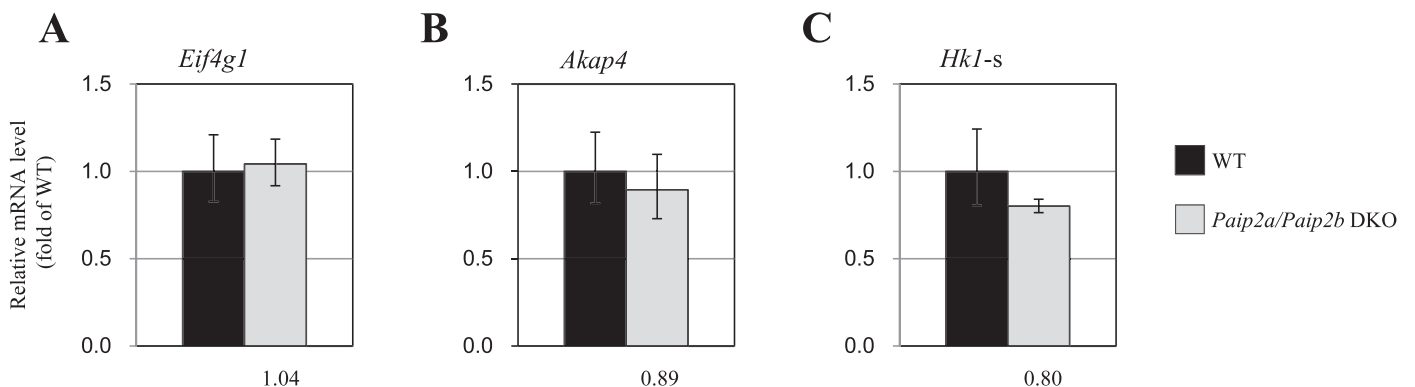 A
B
C
Eif4g1
Akap4
Hk1-s
Relative mRNA level
(fold of WT)
1.5
1.0
0.5
0.0
1.04
1.5
1.0
0.5
0.0
0.89
1.5
1.0
0.5
0.0
0.80
WT
Paip2a/Paip2b DKO